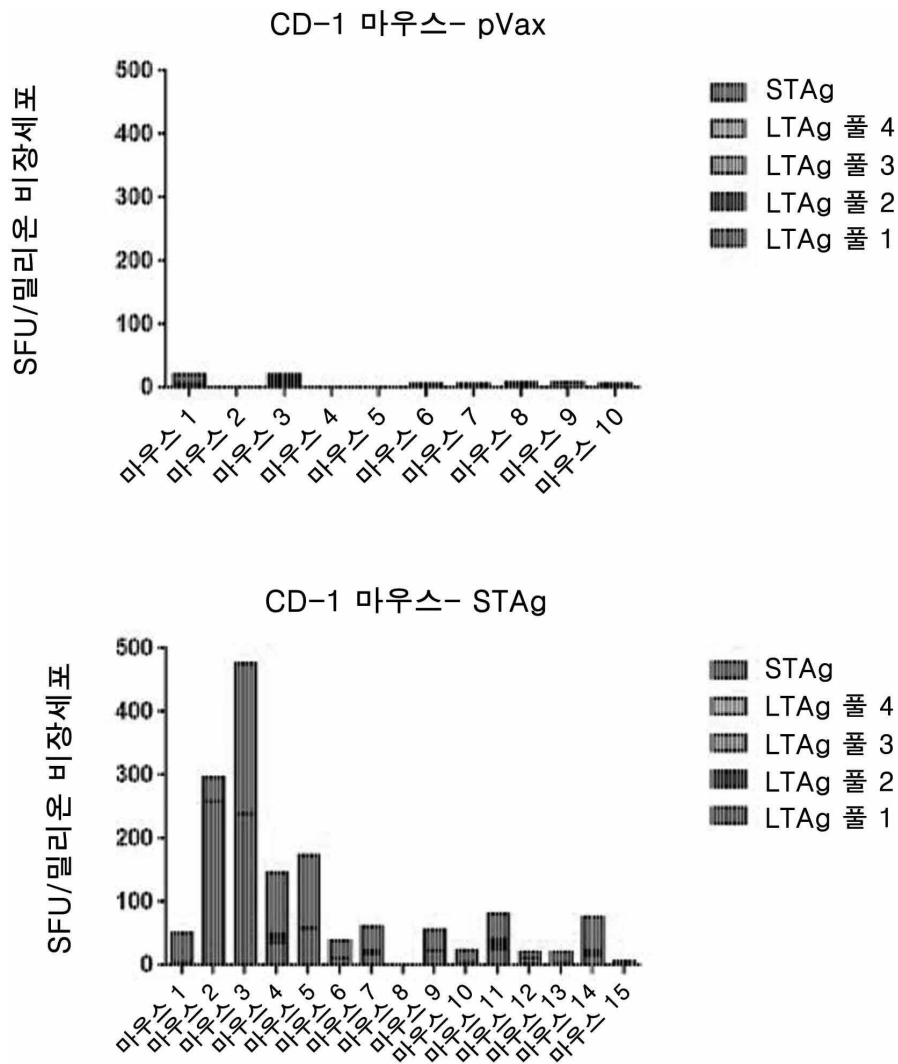 CD-1 마우스- pVax
SFU/밀리온 비장세포
500
400
300
200
100
0
마우스 1
마우스 2
마우스 3
마우스 4
마우스 5
마우스 6
마우스 7
마우스 8
마우스 9
마우스 10
STAg
LTAg 풀 4
LTAg 풀 3
LTAg 풀 2
LTAg 풀 1
CD-1 마우스- STAg
SFU/밀리온 비장세포
500
400
300
200
100
0
마우스 1
마우스 2
마우스 3
마우스 4
마우스 5
마우스 6
마우스 7
마우스 8
마우스 9
마우스 10
마우스 11
마우스 12
마우스 13
마우스 14
마우스 15
STAg
LTAg 풀 4
LTAg 풀 3
LTAg 풀 2
LTAg 풀 1